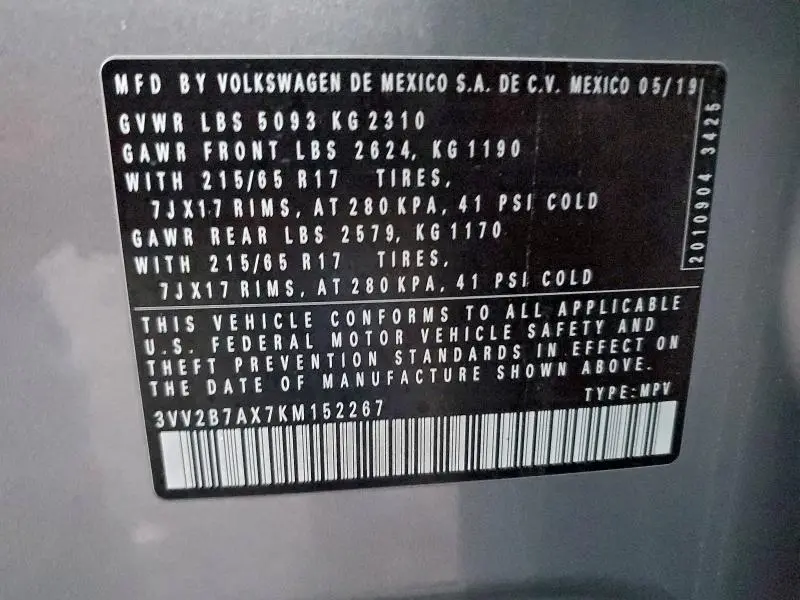 MFD BY VOLKSWAGEN DE MEXICO S.A. DE C.V. MEXICO 05/19
GVWR LBS 5093 KG 2310
GAWR FRONT LBS 2624, KG 1190
WITH 215/65 R17 TIRES,
7JX17 RIMS, AT 280 KPA, 41 PSI COLD
GAWR REAR LBS 2579, KG 1170
WITH 215/65 R17 TIRES,
7JX17 RIMS, AT 280 KPA, 41 PSI COLD
2010904 3425
THIS VEHICLE CONFORMS TO ALL APPLICABLE
U.S. FEDERAL MOTOR VEHICLE SAFETY AND
THEFT PREVENTION STANDARDS IN EFFECT ON
THE DATE OF MANUFACTURE SHOWN ABOVE.
TYPE:MPV
3VV2B7AX7KM152267